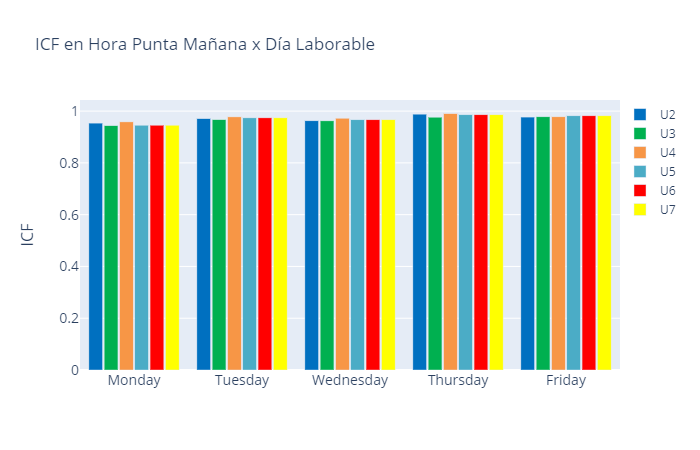 ICF en Hora Punta Mañana x Día Laborable
ICF
1
0.8
0.6
0.4
0.2
0
Monday
Tuesday
Wednesday
Thursday
Friday
U2
U3
U4
U5
U6
U7